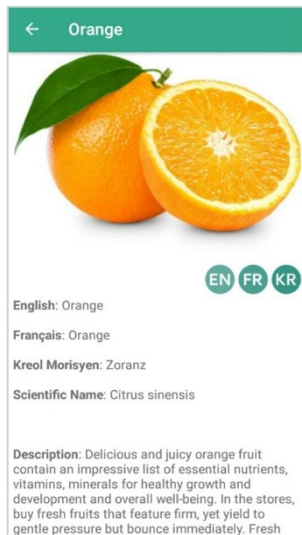 Orange
EN FR KR
English: Orange
Français: Orange
Kreol Morisyen: Zoranz
Scientific Name: Citrus sinensis
Description: Delicious and juicy orange fruit
contain an impressive list of essential nutrients,
vitamins, minerals for healthy growth and
development and overall well-being. In the stores,
buy fresh fruits that feature firm, yet yield to
gentle pressure but bounce immediately. Fresh